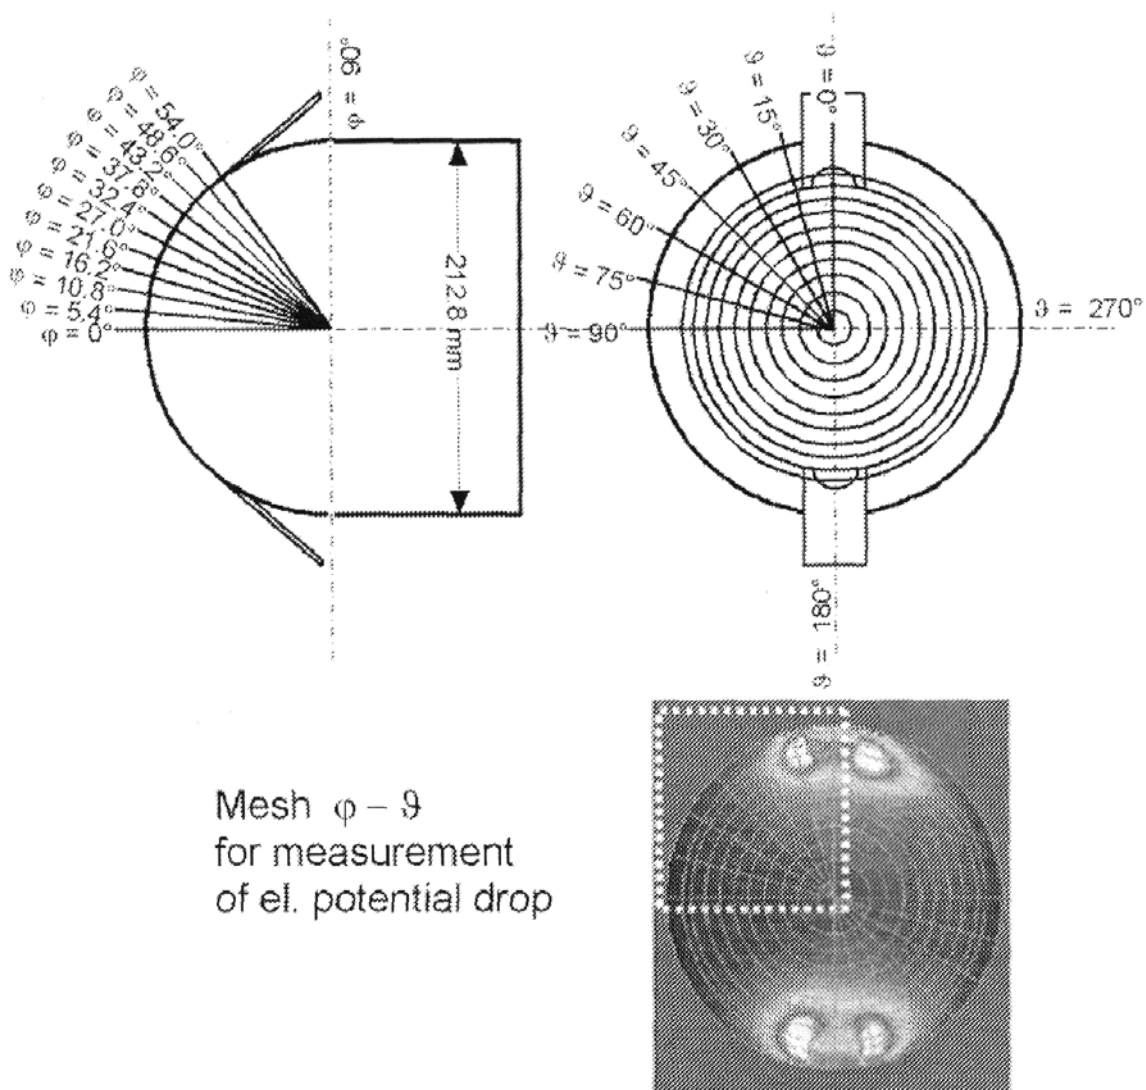 φ = 90°
φ = 54.0°
φ = 48.6°
φ = 43.2°
φ = 37.8°
φ = 32.4°
φ = 27.0°
φ = 21.6°
φ = 16.2°
φ = 10.8°
φ = 5.4°
φ = 0°
212.8 mm
ϑ = 0°
ϑ = 15°
ϑ = 30°
ϑ = 45°
ϑ = 60°
ϑ = 75°
ϑ = 90°
ϑ = 270°
ϑ = 180°
Mesh φ – ϑ
for measurement
of el. potential drop